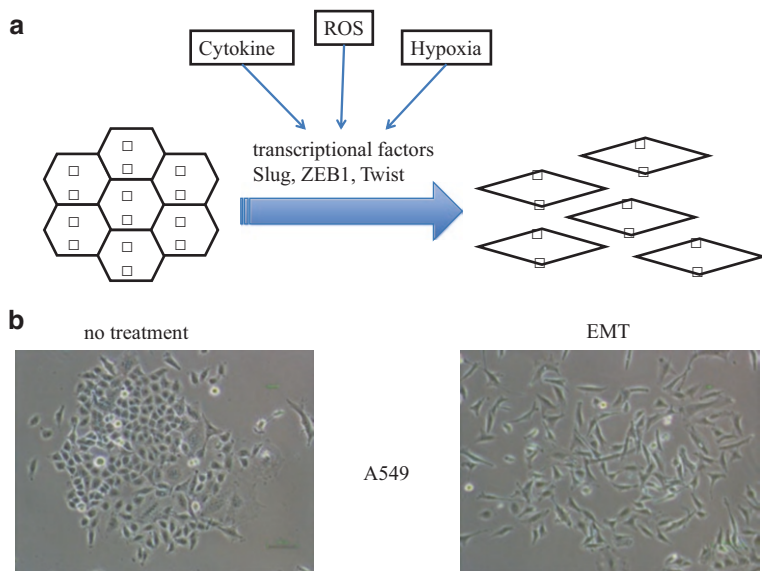 a
Cytokine
ROS
Hypoxia
transcriptional factors
Slug, ZEB1, Twist
b
no treatment
EMT
A549